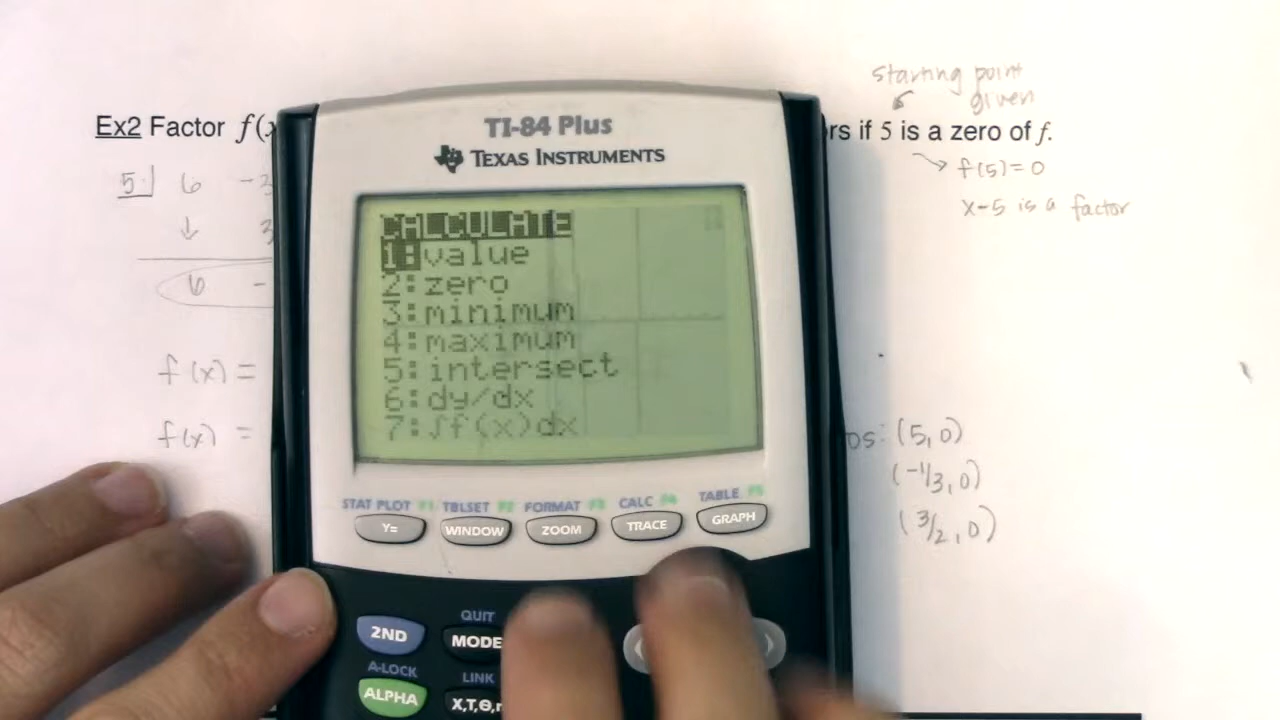 starting point
given
Ex2 Factor f(x
rs if 5 is a zero of f.
5 6 -
f(5)=0
x-5 is a factor
6 -
f(x) =
f(x) =
os: (5,0)
(-1/3,0)
(3/2,0)
TI-84 Plus
TEXAS INSTRUMENTS
CALCULATE
1:value
2:zero
3:minimum
4:maximum
5:intersect
6:dy/dx
7:∫f(x)dx
STAT PLOT F1 TBLSET F2 FORMAT F3 CALC F4 TABLE F5
Y= WINDOW ZOOM TRACE GRAPH
QUIT
2ND MODE
A-LOCK LINK
ALPHA X,T,Θ,n